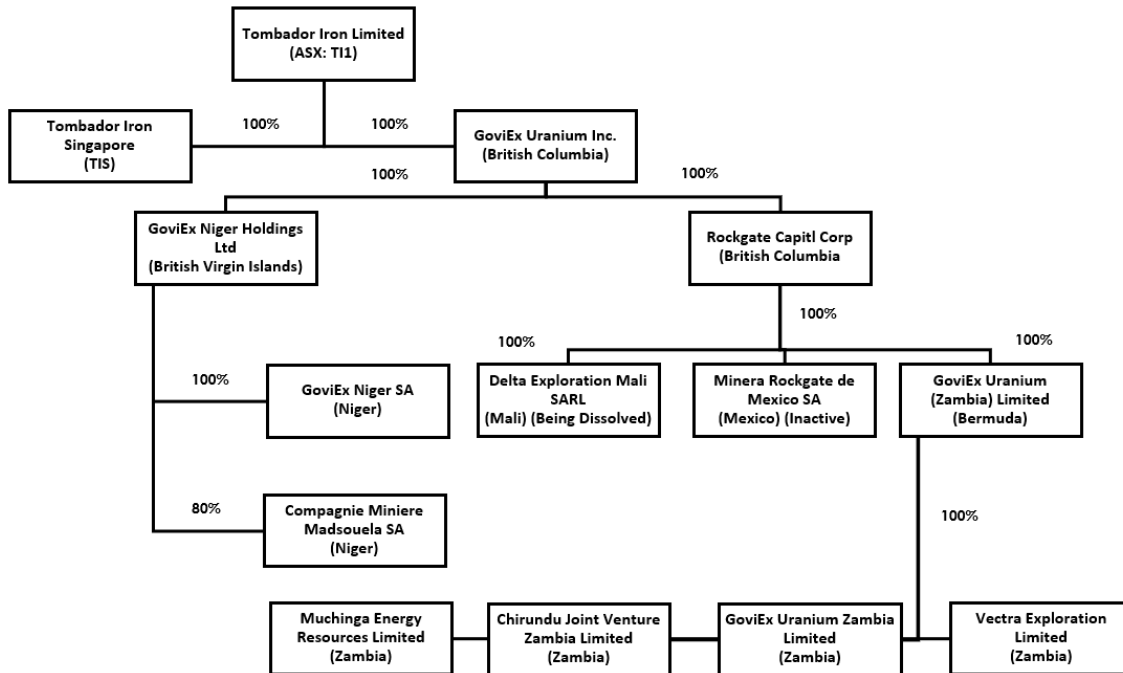 Tombador Iron Limited
(ASX: TI1)
100%
100%
Tombador Iron
Singapore
(TIS)
GoviEx Uranium Inc.
(British Columbia)
100%
100%
GoviEx Niger Holdings
Ltd
(British Virgin Islands)
Rockgate Capitl Corp
(British Columbia
100%
100%
100%
100%
GoviEx Niger SA
(Niger)
Delta Exploration Mali
SARL
(Mali) (Being Dissolved)
Minera Rockgate de
Mexico SA
(Mexico) (Inactive)
GoviEx Uranium
(Zambia) Limited
(Bermuda)
80%
Compagnie Miniere
Madsouela SA
(Niger)
100%
Muchinga Energy
Resources Limited
(Zambia)
Chirundu Joint Venture
Zambia Limited
(Zambia)
GoviEx Uranium Zambia
Limited
(Zambia)
Vectra Exploration
Limited
(Zambia)